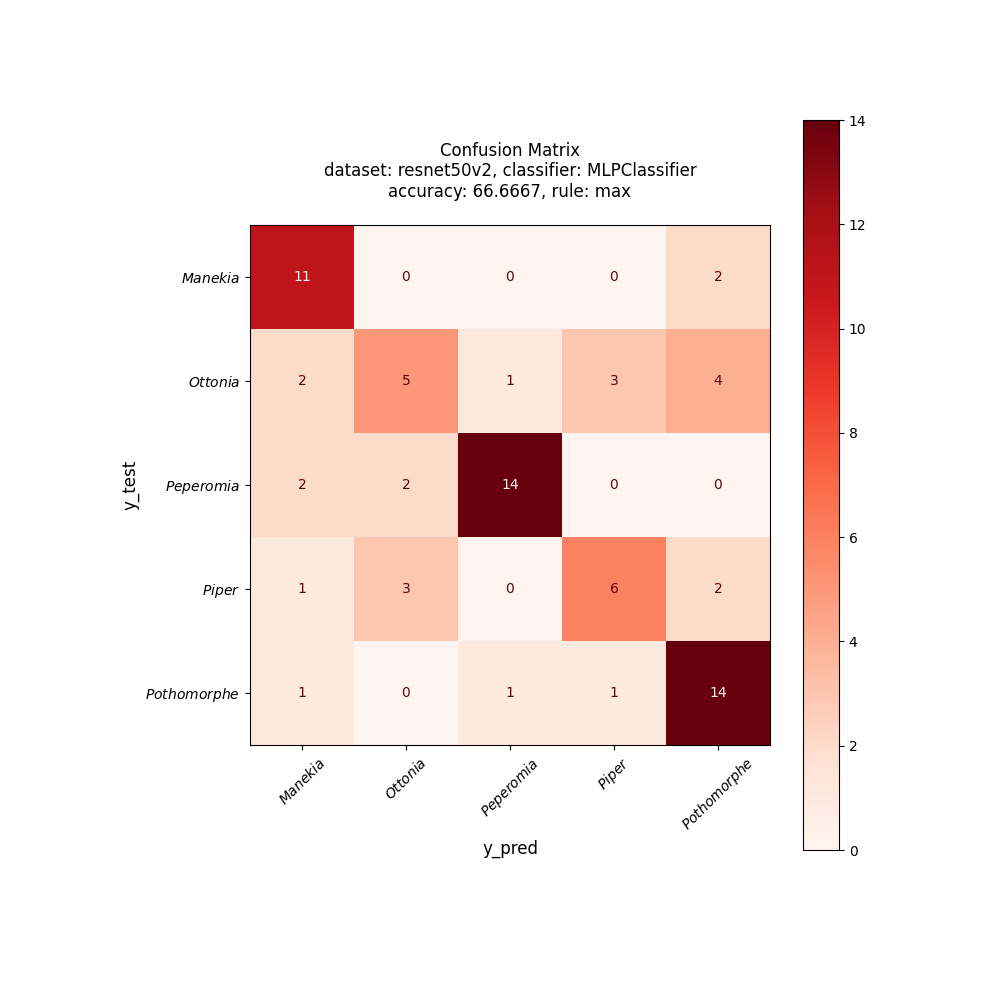 Confusion Matrix
dataset: resnet50v2, classifier: MLPClassifier
accuracy: 66.6667, rule: max
Manekia 11 0 0 0 2
Ottonia 2 5 1 3 4
Peperomia 2 2 14 0 0
Piper 1 3 0 6 2
Pothomorphe 1 0 1 1 14
Manekia Ottonia Peperomia Piper Pothomorphe
y_test
y_pred
14
12
10
8
6
4
2
0